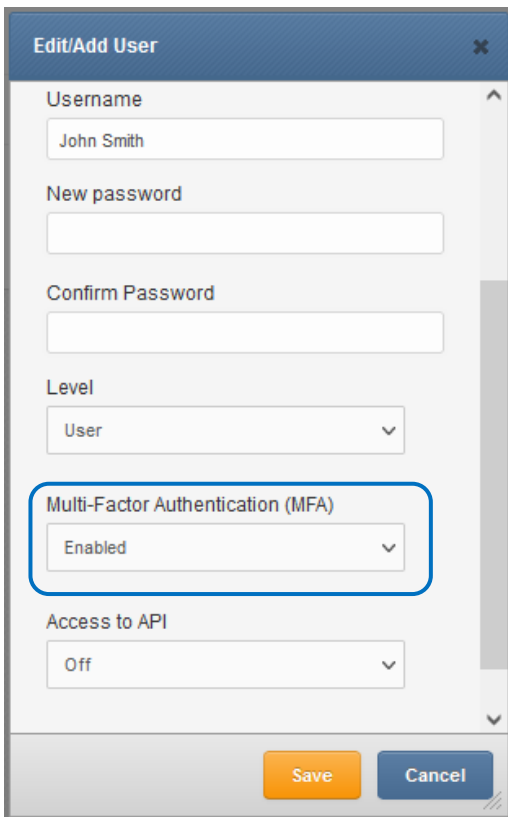 Edit/Add User
Username
John Smith
New password
Confirm Password
Level
User
Multi-Factor Authentication (MFA)
Enabled
Access to API
Off
Save Cancel